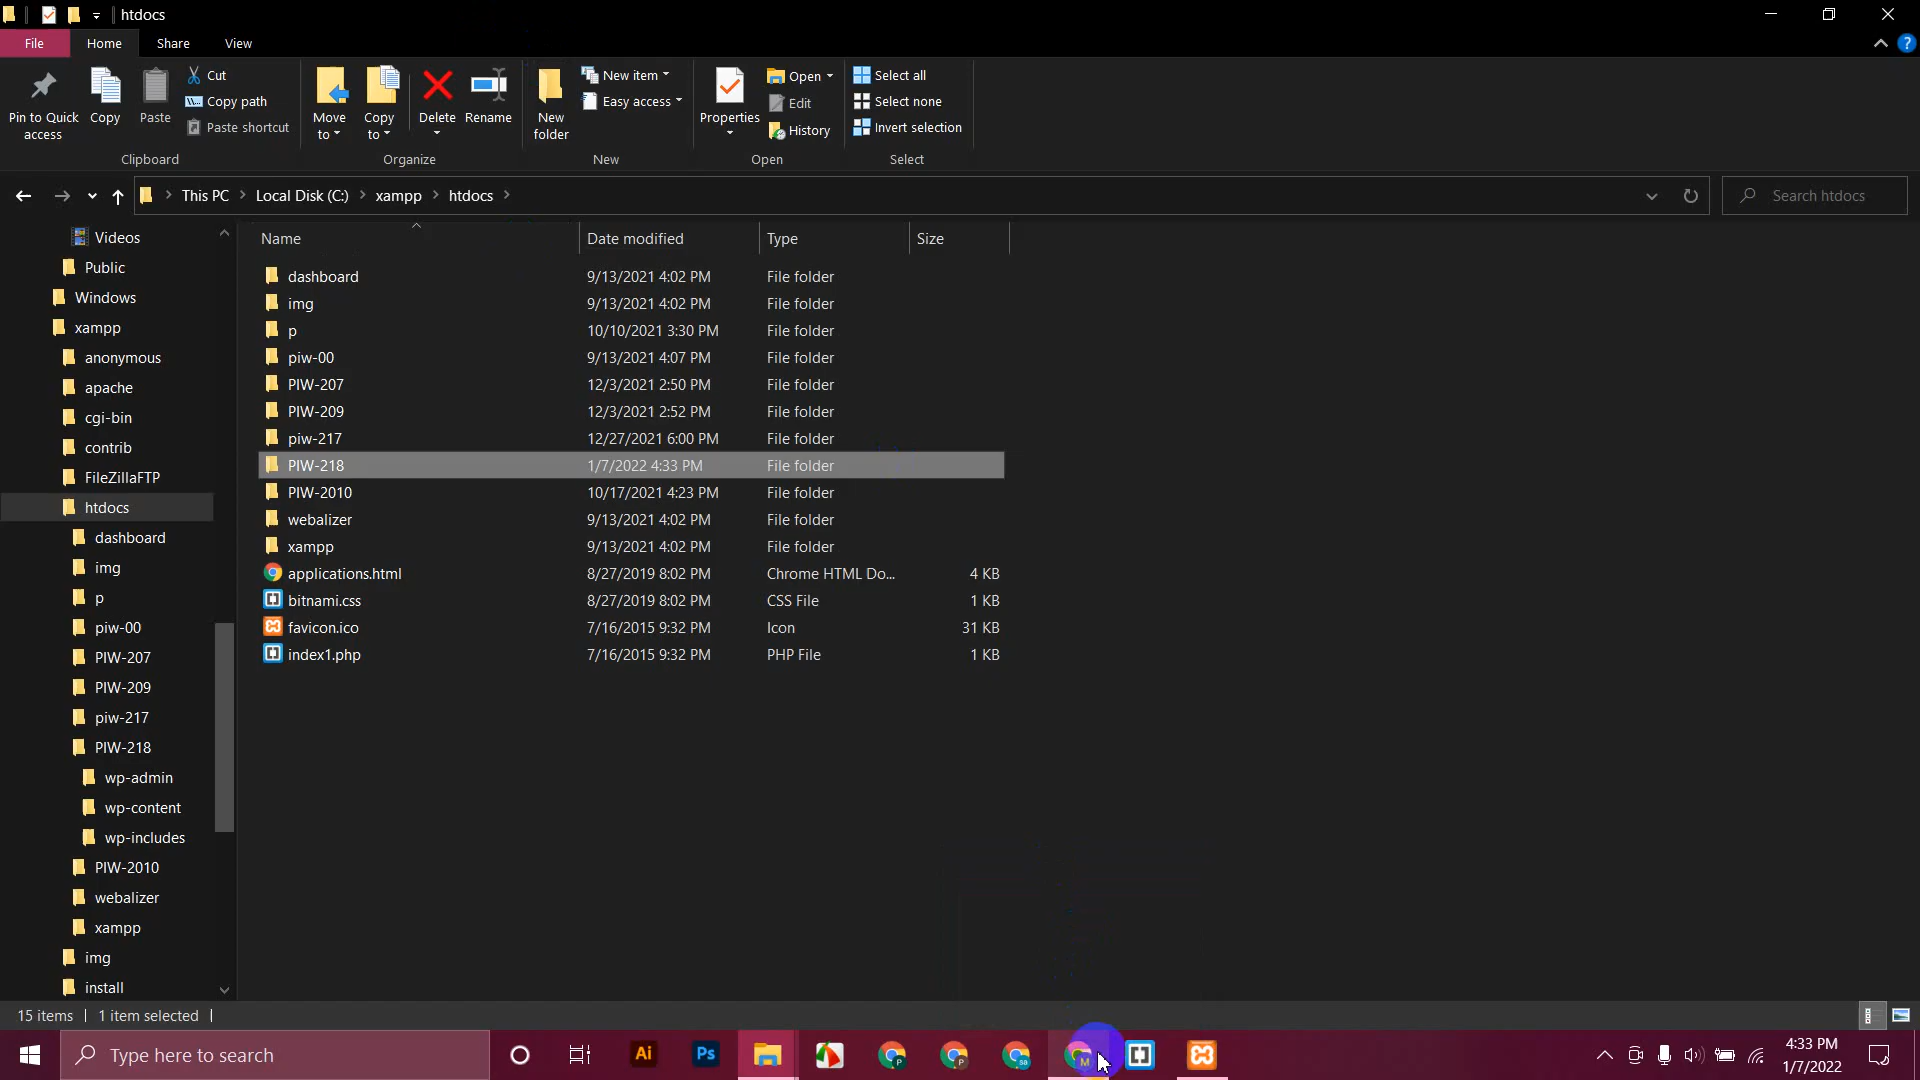 htdocs
File
Home
Share
View
Pin to Quick access
Copy
Paste
Cut
Copy path
Paste shortcut
Clipboard
Move to
Copy to
Delete
Rename
Organize
New folder
New item
Easy access
New
Properties
Open
Edit
History
Open
Select all
Select none
Invert selection
Select
This PC
Local Disk (C:)
xampp
htdocs
Search htdocs
Videos
Public
Windows
xampp
anonymous
apache
cgi-bin
contrib
FileZillaFTP
htdocs
dashboard
img
p
piw-00
PIW-207
PIW-209
piw-217
PIW-218
wp-admin
wp-content
wp-includes
PIW-2010
webalizer
xampp
img
install
Name Date modified Type Size
dashboard 9/13/2021 4:02 PM File folder
img 9/13/2021 4:02 PM File folder
p 10/10/2021 3:30 PM File folder
piw-00 9/13/2021 4:07 PM File folder
PIW-207 12/3/2021 2:50 PM File folder
PIW-209 12/3/2021 2:52 PM File folder
piw-217 12/27/2021 6:00 PM File folder
PIW-218 1/7/2022 4:33 PM File folder
PIW-2010 10/17/2021 4:23 PM File folder
webalizer 9/13/2021 4:02 PM File folder
xampp 9/13/2021 4:02 PM File folder
applications.html 8/27/2019 8:02 PM Chrome HTML Do... 4 KB
bitnami.css 8/27/2019 8:02 PM CSS File 1 KB
favicon.ico 7/16/2015 9:32 PM Icon 31 KB
index1.php 7/16/2015 9:32 PM PHP File 1 KB
15 items 1 item selected
Type here to search
Ai
Ps
4:33 PM
1/7/2022